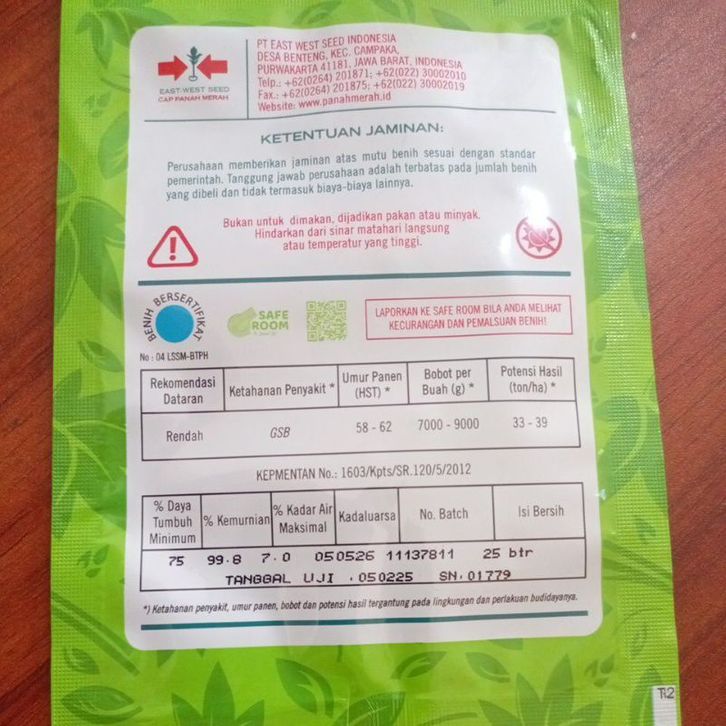 PT EAST WEST SEED INDONESIA
DESA BENTENG, KEC. CAMPAKA,
PURWAKARTA 41181, JAWA BARAT, INDONESIA
Telp.: +62(0264) 201871; +62(022) 30002010
Fax.: +62(0264) 201875; +62(022) 30002019
Website: www.panahmerah.id
EAST-WEST SEED
CAP PANAH MERAH
KETENTUAN JAMINAN:
Perusahaan memberikan jaminan atas mutu benih sesuai dengan standar
pemerintah. Tanggung jawab perusahaan adalah terbatas pada jumlah benih
yang dibeli dan tidak termasuk biaya-biaya lainnya.
Bukan untuk dimakan, dijadikan pakan atau minyak.
Hindarkan dari sinar matahari langsung
atau temperatur yang tinggi.
BENIH BERSERTIFIKAT
No : 04 LSSM-BTPH
SAFE
ROOM
LAPORKAN KE SAFE ROOM BILA ANDA MELIHAT
KECURANGAN DAN PEMALSUAN BENIH!
Rekomendasi Dataran Ketahanan Penyakit * Umur Panen (HST) * Bobot per Buah (g) * Potensi Hasil (ton/ha) *
Rendah GSB 58 - 62 7000 - 9000 33 - 39
KEPMENTAN No.: 1603/Kpts/SR.120/5/2012
% Daya Tumbuh Minimum % Kemurnian % Kadar Air Maksimal Kadaluarsa No. Batch Isi Bersih
75 99.8 7.0 050526 11137811 25 btr
TANGGAL UJI . 050225 SN. 01779
*) Ketahanan penyakit, umur panen, bobot dan potensi hasil tergantung pada lingkungan dan perlakuan budidayanya.